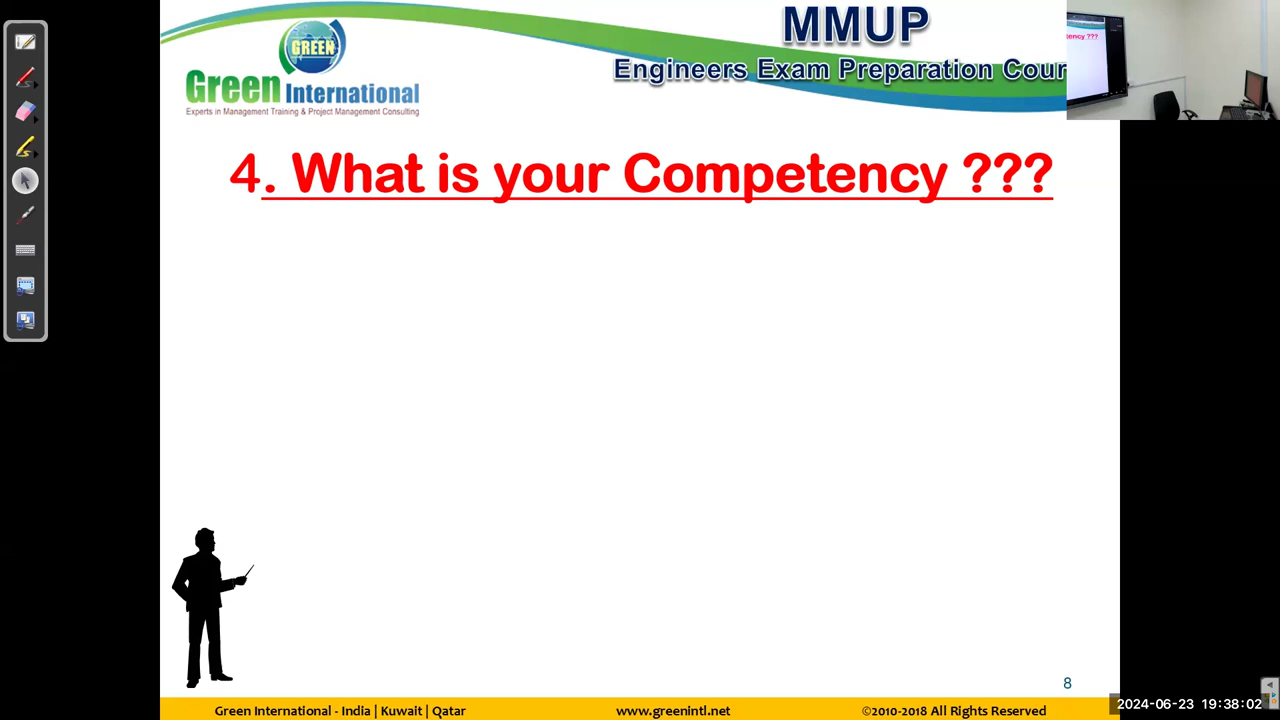 MMUP
Engineers Exam Preparation Cour
GREEN
Green International
Experts in Management Training & Project Management Consulting
tency ???
4. What is your Competency ???
8
Green International - India | Kuwait | Qatar
www.greenintl.net
©2010-2018 All Rights Reserved
2024-06-23 19:38:02